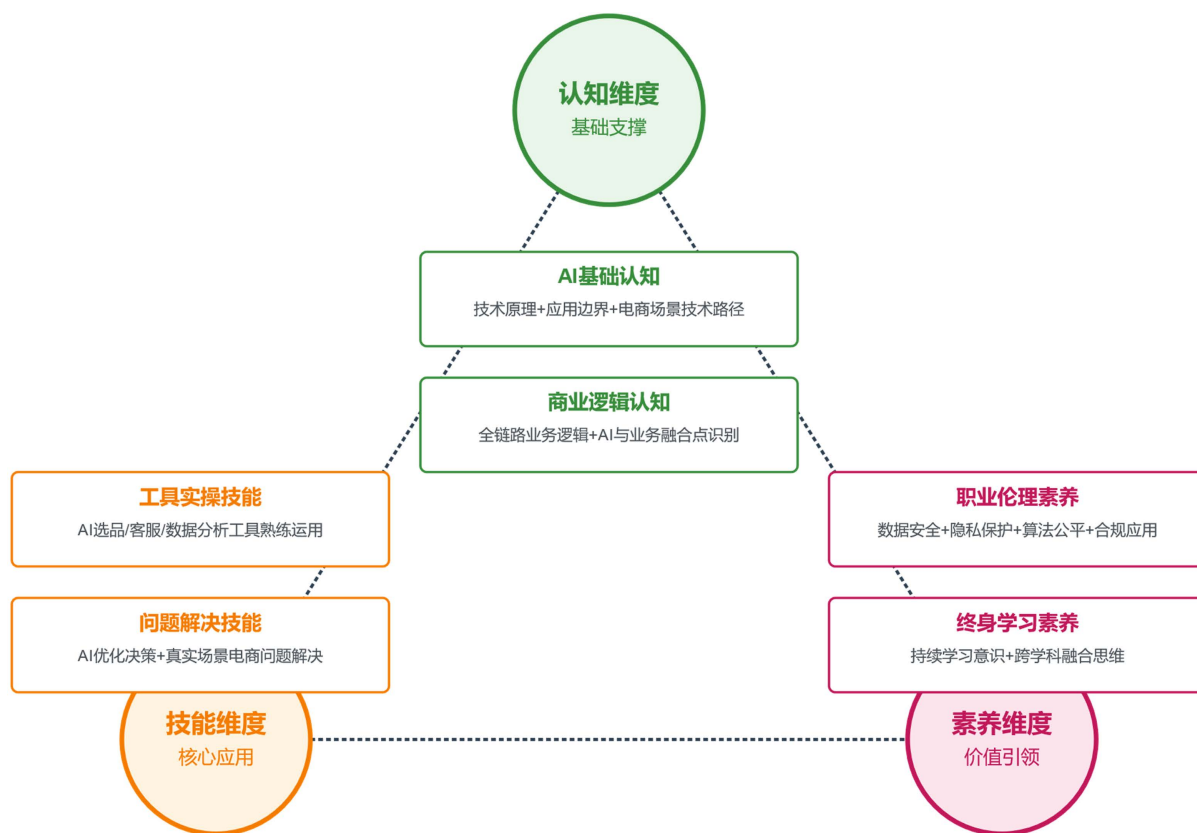 认知维度
基础支撑
AI基础认知
技术原理+应用边界+电商场景技术路径
商业逻辑认知
全链路业务逻辑+AI与业务融合点识别
工具实操技能
AI选品/客服/数据分析工具熟练运用
问题解决技能
AI优化决策+真实场景电商问题解决
技能维度
核心应用
职业伦理素养
数据安全+隐私保护+算法公平+合规应用
终身学习素养
持续学习意识+跨学科融合思维
素养维度
价值引领